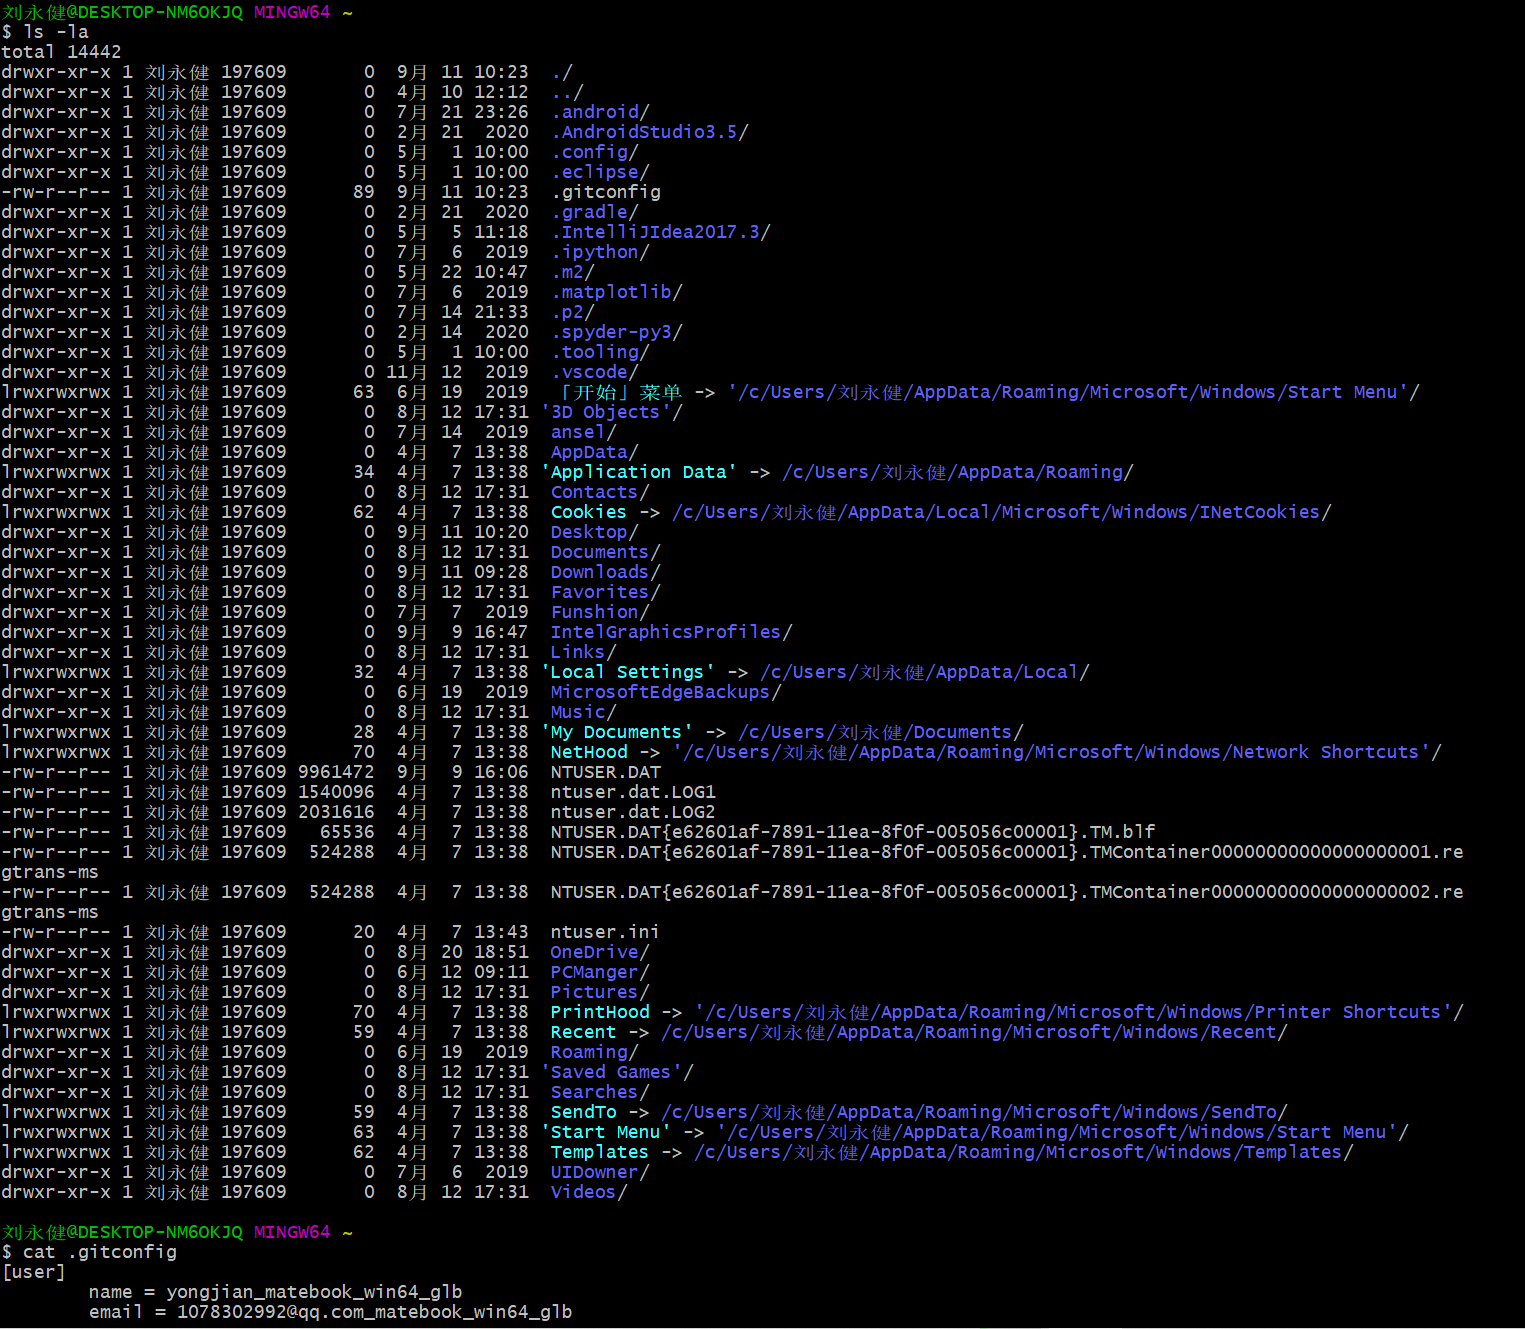 刘永健@DESKTOP-NM6OKJQ MINGW64 ~
$ ls -la
total 14442
drwxr-xr-x 1 刘永健 197609       0  9月 11 10:23  ./
drwxr-xr-x 1 刘永健 197609       0  4月 10 12:12  ../
drwxr-xr-x 1 刘永健 197609       0  7月 21 23:26  .android/
drwxr-xr-x 1 刘永健 197609       0  2月 21  2020  .AndroidStudio3.5/
drwxr-xr-x 1 刘永健 197609       0  5月  1 10:00  .config/
drwxr-xr-x 1 刘永健 197609       0  5月  1 10:00  .eclipse/
-rw-r--r-- 1 刘永健 197609      89  9月 11 10:23  .gitconfig
drwxr-xr-x 1 刘永健 197609       0  2月 21  2020  .gradle/
drwxr-xr-x 1 刘永健 197609       0  5月  5 11:18  .IntelliJIdea2017.3/
drwxr-xr-x 1 刘永健 197609       0  7月  6  2019  .ipython/
drwxr-xr-x 1 刘永健 197609       0  5月 22 10:47  .m2/
drwxr-xr-x 1 刘永健 197609       0  7月  6  2019  .matplotlib/
drwxr-xr-x 1 刘永健 197609       0  7月 14 21:33  .p2/
drwxr-xr-x 1 刘永健 197609       0  2月 14  2020  .spyder-py3/
drwxr-xr-x 1 刘永健 197609       0  5月  1 10:00  .tooling/
drwxr-xr-x 1 刘永健 197609       0 11月 12  2019  .vscode/
lrwxrwxrwx 1 刘永健 197609      63  6月 19  2019  「开始」菜单 -> '/c/Users/刘永健/AppData/Roaming/Microsoft/Windows/Start Menu'/
drwxr-xr-x 1 刘永健 197609       0  8月 12 17:31 '3D Objects'/
drwxr-xr-x 1 刘永健 197609       0  7月 14  2019  ansel/
drwxr-xr-x 1 刘永健 197609       0  4月  7 13:38  AppData/
lrwxrwxrwx 1 刘永健 197609      34  4月  7 13:38 'Application Data' -> /c/Users/刘永健/AppData/Roaming/
drwxr-xr-x 1 刘永健 197609       0  8月 12 17:31  Contacts/
lrwxrwxrwx 1 刘永健 197609      62  4月  7 13:38  Cookies -> /c/Users/刘永健/AppData/Local/Microsoft/Windows/INetCookies/
drwxr-xr-x 1 刘永健 197609       0  9月 11 10:20  Desktop/
drwxr-xr-x 1 刘永健 197609       0  8月 12 17:31  Documents/
drwxr-xr-x 1 刘永健 197609       0  9月 11 09:28  Downloads/
drwxr-xr-x 1 刘永健 197609       0  8月 12 17:31  Favorites/
drwxr-xr-x 1 刘永健 197609       0  7月  7  2019  Funshion/
drwxr-xr-x 1 刘永健 197609       0  9月  9 16:47  IntelGraphicsProfiles/
drwxr-xr-x 1 刘永健 197609       0  8月 12 17:31  Links/
lrwxrwxrwx 1 刘永健 197609      32  4月  7 13:38 'Local Settings' -> /c/Users/刘永健/AppData/Local/
drwxr-xr-x 1 刘永健 197609       0  6月 19  2019  MicrosoftEdgeBackups/
drwxr-xr-x 1 刘永健 197609       0  8月 12 17:31  Music/
lrwxrwxrwx 1 刘永健 197609      28  4月  7 13:38 'My Documents' -> /c/Users/刘永健/Documents/
lrwxrwxrwx 1 刘永健 197609      70  4月  7 13:38  NetHood -> '/c/Users/刘永健/AppData/Roaming/Microsoft/Windows/Network Shortcuts'/
-rw-r--r-- 1 刘永健 197609 9961472  9月  9 16:06  NTUSER.DAT
-rw-r--r-- 1 刘永健 197609 1540096  4月  7 13:38  ntuser.dat.LOG1
-rw-r--r-- 1 刘永健 197609 2031616  4月  7 13:38  ntuser.dat.LOG2
-rw-r--r-- 1 刘永健 197609   65536  4月  7 13:38  NTUSER.DAT{e62601af-7891-11ea-8f0f-005056c00001}.TM.blf
-rw-r--r-- 1 刘永健 197609  524288  4月  7 13:38  NTUSER.DAT{e62601af-7891-11ea-8f0f-005056c00001}.TMContainer00000000000000000001.re
gtrans-ms
-rw-r--r-- 1 刘永健 197609  524288  4月  7 13:38  NTUSER.DAT{e62601af-7891-11ea-8f0f-005056c00001}.TMContainer00000000000000000002.re
gtrans-ms
-rw-r--r-- 1 刘永健 197609      20  4月  7 13:43  ntuser.ini
drwxr-xr-x 1 刘永健 197609       0  8月 20 18:51  OneDrive/
drwxr-xr-x 1 刘永健 197609       0  6月 12 09:11  PCManger/
drwxr-xr-x 1 刘永健 197609       0  8月 12 17:31  Pictures/
lrwxrwxrwx 1 刘永健 197609      70  4月  7 13:38  PrintHood -> '/c/Users/刘永健/AppData/Roaming/Microsoft/Windows/Printer Shortcuts'/
lrwxrwxrwx 1 刘永健 197609      59  4月  7 13:38  Recent -> /c/Users/刘永健/AppData/Roaming/Microsoft/Windows/Recent/
drwxr-xr-x 1 刘永健 197609       0  6月 19  2019  Roaming/
drwxr-xr-x 1 刘永健 197609       0  8月 12 17:31 'Saved Games'/
drwxr-xr-x 1 刘永健 197609       0  8月 12 17:31  Searches/
lrwxrwxrwx 1 刘永健 197609      59  4月  7 13:38  SendTo -> /c/Users/刘永健/AppData/Roaming/Microsoft/Windows/SendTo/
lrwxrwxrwx 1 刘永健 197609      63  4月  7 13:38 'Start Menu' -> '/c/Users/刘永健/AppData/Roaming/Microsoft/Windows/Start Menu'/
lrwxrwxrwx 1 刘永健 197609      62  4月  7 13:38  Templates -> /c/Users/刘永健/AppData/Roaming/Microsoft/Windows/Templates/
drwxr-xr-x 1 刘永健 197609       0  7月  6  2019  UIDowner/
drwxr-xr-x 1 刘永健 197609       0  8月 12 17:31  Videos/
刘永健@DESKTOP-NM6OKJQ MINGW64 ~
$ cat .gitconfig
[user]
        name = yongjian_matebook_win64_glb
        email = 1078302992@qq.com_matebook_win64_glb